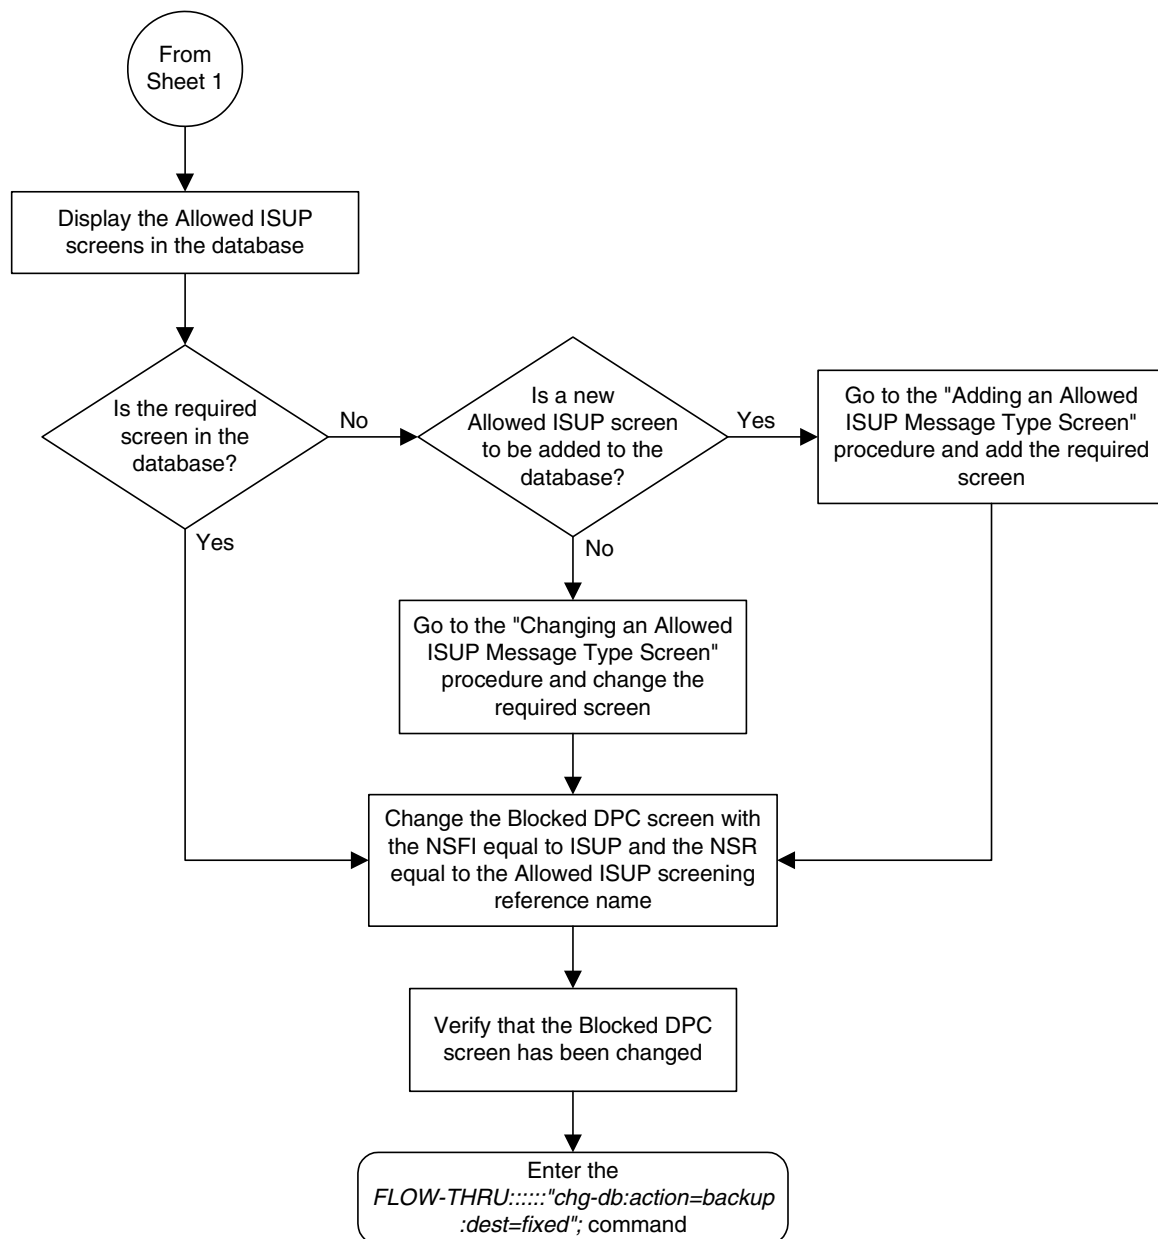 From
Sheet 1
Display the Allowed ISUP
screens in the database
Is the required
screen in the
database?
No
Yes
Is a new
Allowed ISUP screen
to be added to the
database?
Yes
No
Go to the "Adding an Allowed
ISUP Message Type Screen"
procedure and add the required
screen
Go to the "Changing an Allowed
ISUP Message Type Screen"
procedure and change the
required screen
Change the Blocked DPC screen with
the NSFI equal to ISUP and the NSR
equal to the Allowed ISUP screening
reference name
Verify that the Blocked DPC
screen has been changed
Enter the
FLOW-THRU::::::"chg-db:action=backup
:dest=fixed"; command